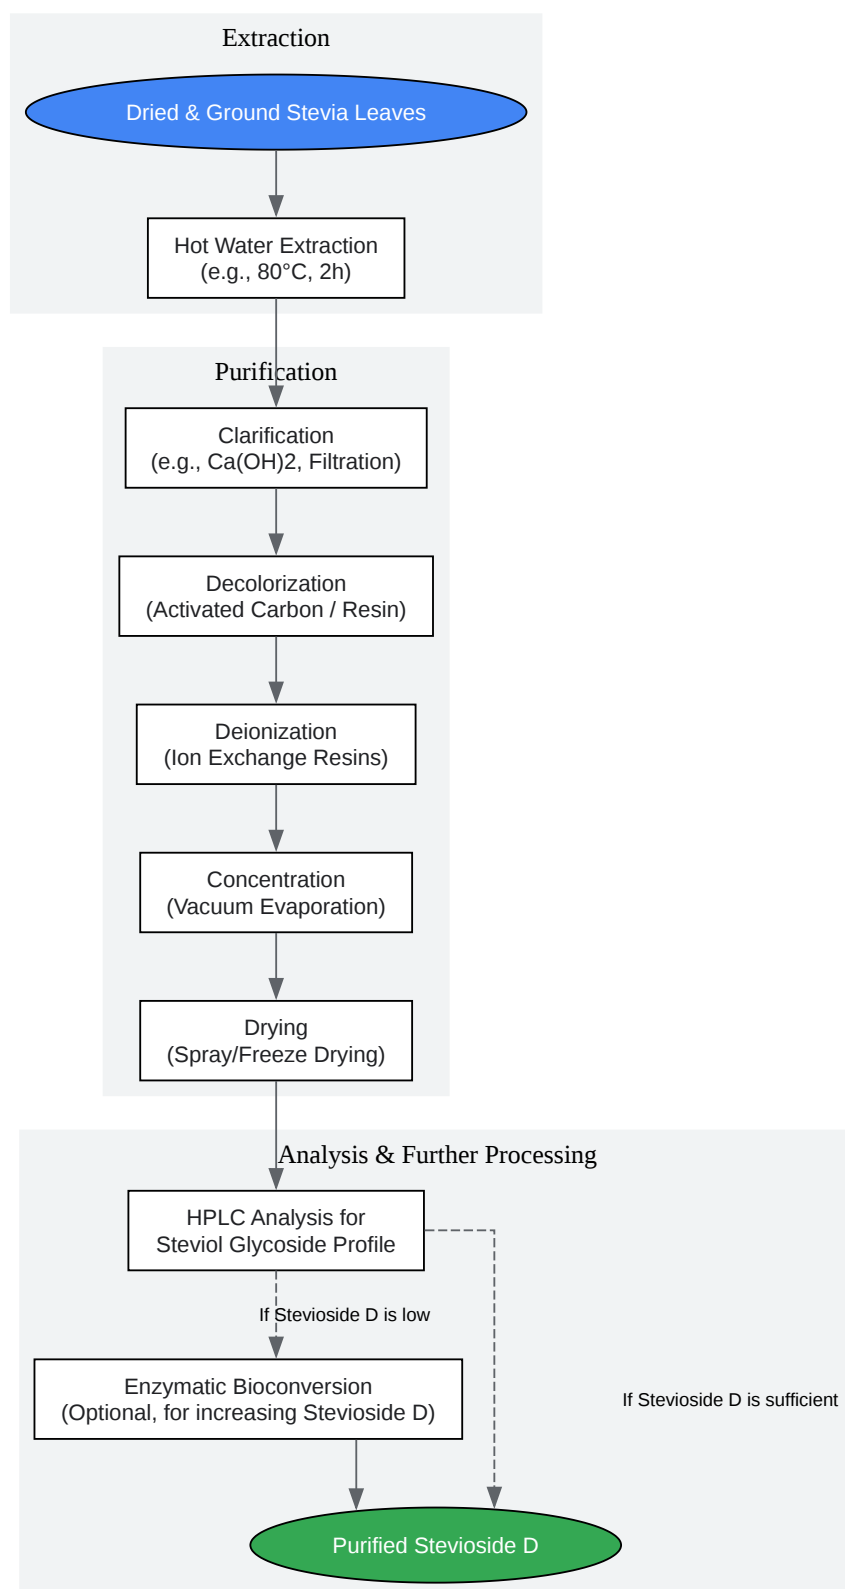 Extraction
Dried & Ground Stevia Leaves
Hot Water Extraction
(e.g., 80°C, 2h)
Purification
Clarification
(e.g., Ca(OH)2, Filtration)
Decolorization
(Activated Carbon / Resin)
Deionization
(Ion Exchange Resins)
Concentration
(Vacuum Evaporation)
Drying
(Spray/Freeze Drying)
Analysis & Further Processing
HPLC Analysis for
Steviol Glycoside Profile
If Stevioside D is low
Enzymatic Bioconversion
(Optional, for increasing Stevioside D)
If Stevioside D is sufficient
Purified Stevioside D